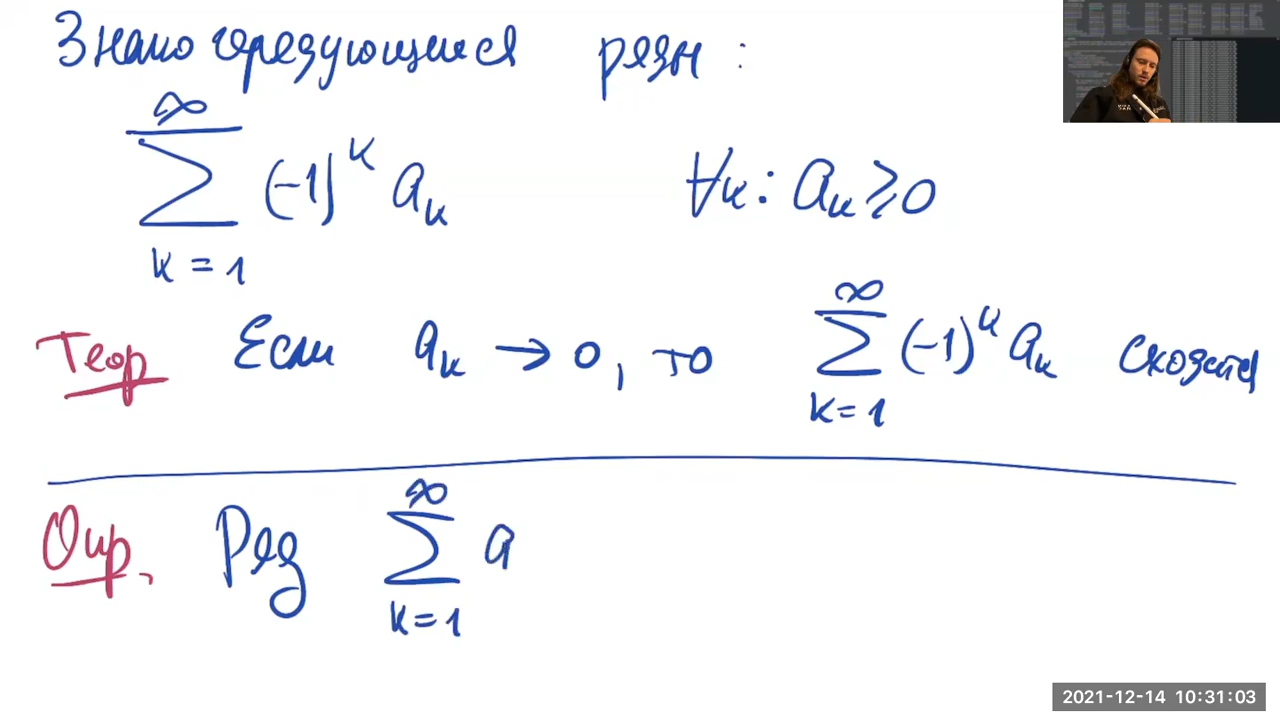 Знакочередующиеся ряды :
∞
∑ (-1)^k a_k ∀k : a_k ⩾ 0
k = 1
Теор Если a_k → 0, то ∞ ∑ k=1 (-1)^k a_k сходится
Опр. Ряд ∞ ∑ k=1 a
2021-12-14 10:31:03